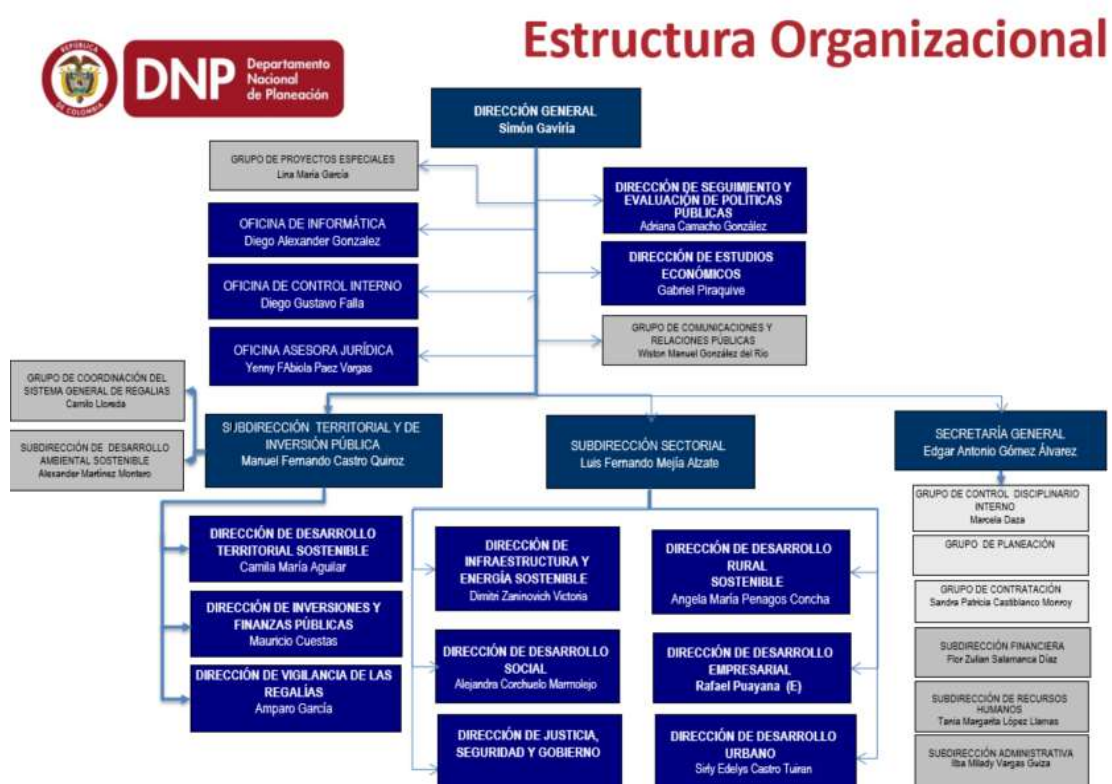 Estructura Organizacional
REPÚBLICA
DE COLOMBIA
DNP
Departamento
Nacional
de Planeación
DIRECCIÓN GENERAL
Simón Gaviria
GRUPO DE PROYECTOS ESPECIALES
Lina María García
DIRECCIÓN DE SEGUIMIENTO Y
EVALUACIÓN DE POLÍTICAS
PÚBLICAS
Adriana Camacho González
OFICINA DE INFORMÁTICA
Diego Alexander Gonzalez
DIRECCIÓN DE ESTUDIOS
ECONÓMICOS
Gabriel Piraquive
OFICINA DE CONTROL INTERNO
Diego Gustavo Falla
GRUPO DE COMUNICACIONES Y
RELACIONES PÚBLICAS
Wiston Manuel González del Río
OFICINA ASESORA JURÍDICA
Yenny FAbiola Paez Vargas
GRUPO DE COORDINACIÓN DEL
SISTEMA GENERAL DE REGALIAS
Camilo Lloreda
SUBDIRECCIÓN DE DESARROLLO
AMBIENTAL SOSTENIBLE
Alexander Martínez Montero
SUBDIRECCIÓN TERRITORIAL Y DE
INVERSIÓN PÚBLICA
Manuel Fernando Castro Quiroz
SUBDIRECCIÓN SECTORIAL
Luis Fernando Mejía Alzate
SECRETARÍA GENERAL
Edgar Antonio Gómez Álvarez
DIRECCIÓN DE DESARROLLO
TERRITORIAL SOSTENIBLE
Camila María Aguilar
DIRECCIÓN DE INVERSIONES Y
FINANZAS PÚBLICAS
Mauricio Cuestas
DIRECCIÓN DE VIGILANCIA DE LAS
REGALÍAS
Amparo García
DIRECCIÓN DE
INFRAESTRUCTURA Y
ENERGÍA SOSTENIBLE
Dimitri Zaninovich Victoria
DIRECCIÓN DE DESARROLLO
SOCIAL
Alejandra Corchuelo Marmolejo
DIRECCIÓN DE JUSTICIA,
SEGURIDAD Y GOBIERNO
DIRECCIÓN DE DESARROLLO
RURAL
SOSTENIBLE
Angela María Penagos Concha
DIRECCIÓN DE DESARROLLO
EMPRESARIAL
Rafael Puayana (E)
DIRECCIÓN DE DESARROLLO
URBANO
Sirly Edelys Castro Tuiran
GRUPO DE CONTROL DISCIPLINARIO
INTERNO
Marcela Daza
GRUPO DE PLANEACIÓN
GRUPO DE CONTRATACIÓN
Sandra Patricia Castiblanco Monroy
SUBDIRECCIÓN FINANCIERA
Flor Zulian Salamanca Díaz
SUBDIRECCIÓN DE RECURSOS
HUMANOS
Tania Margarita López Llamas
SUBDIRECCIÓN ADMINISTRATIVA
Ilba Milady Vargas Guiza